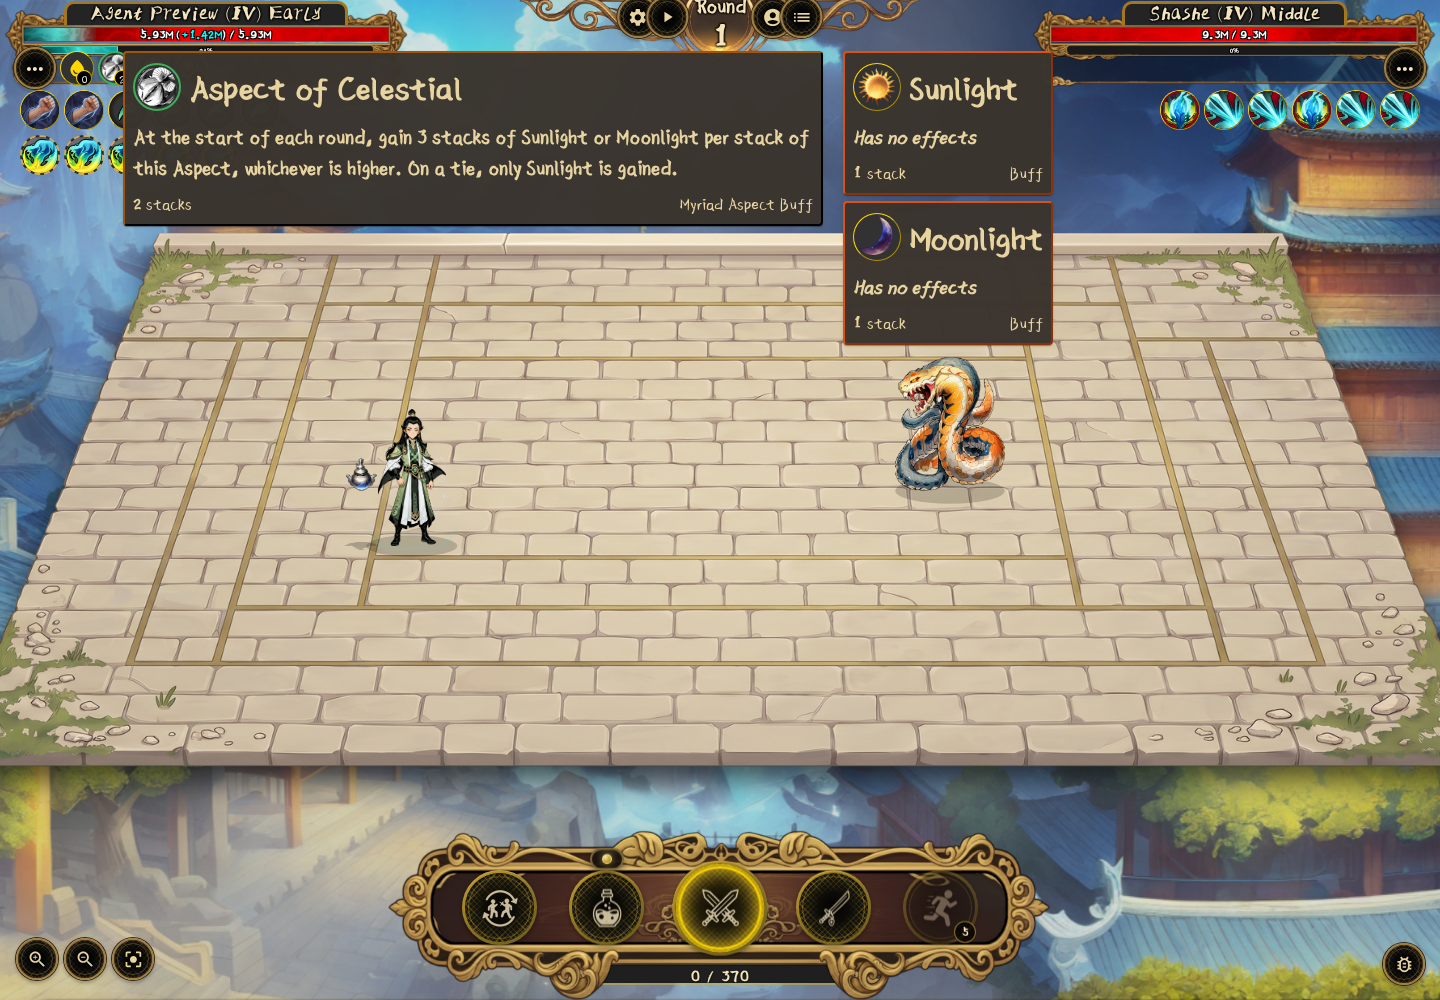 Agent Preview (IV) Early
5.93M (+1.42M) / 5.93M
Round
1
Shashe (IV) Middle
9.3M / 9.3M
0%
0
Aspect of Celestial
At the start of each round, gain 3 stacks of Sunlight or Moonlight per stack of
this Aspect, whichever is higher. On a tie, only Sunlight is gained.
2 stacks
Myriad Aspect Buff
Sunlight
Has no effects
1 stack
Buff
Moonlight
Has no effects
1 stack
Buff
5
0 / 370